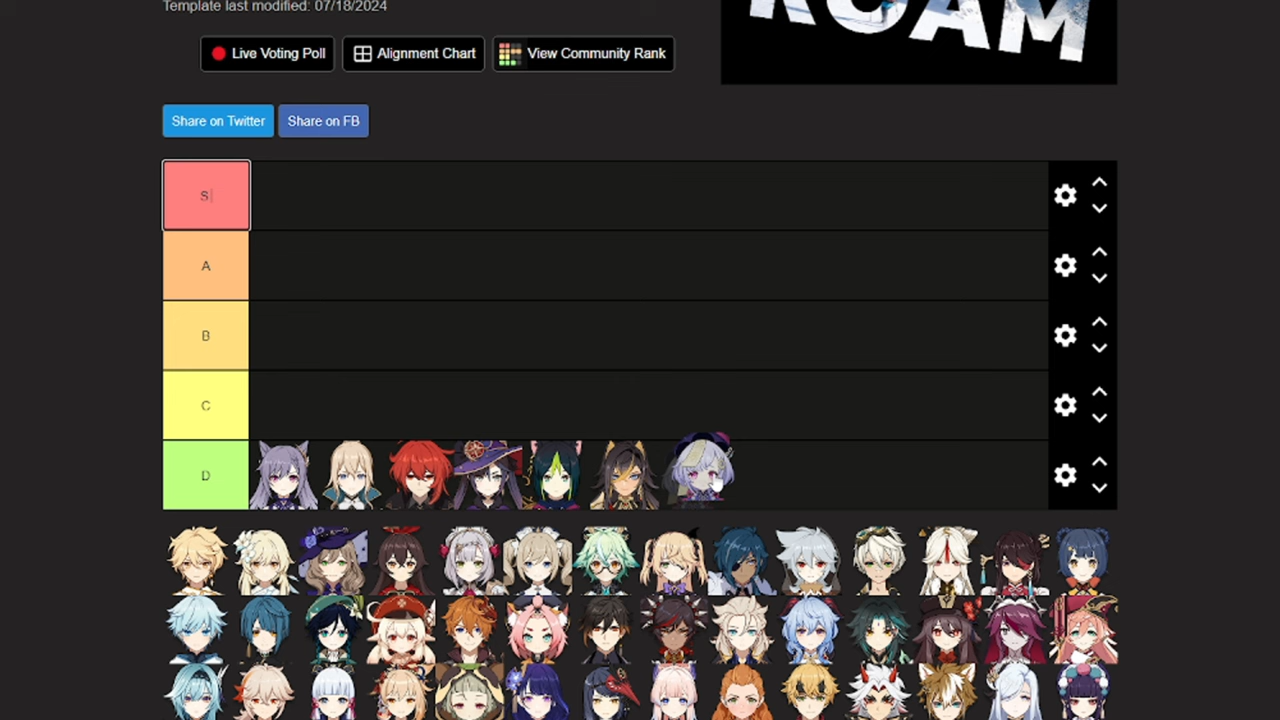 Template last modified: 07/18/2024
ROAM
Live Voting Poll
Alignment Chart
View Community Rank
Share on Twitter
Share on FB
S
A
B
C
D